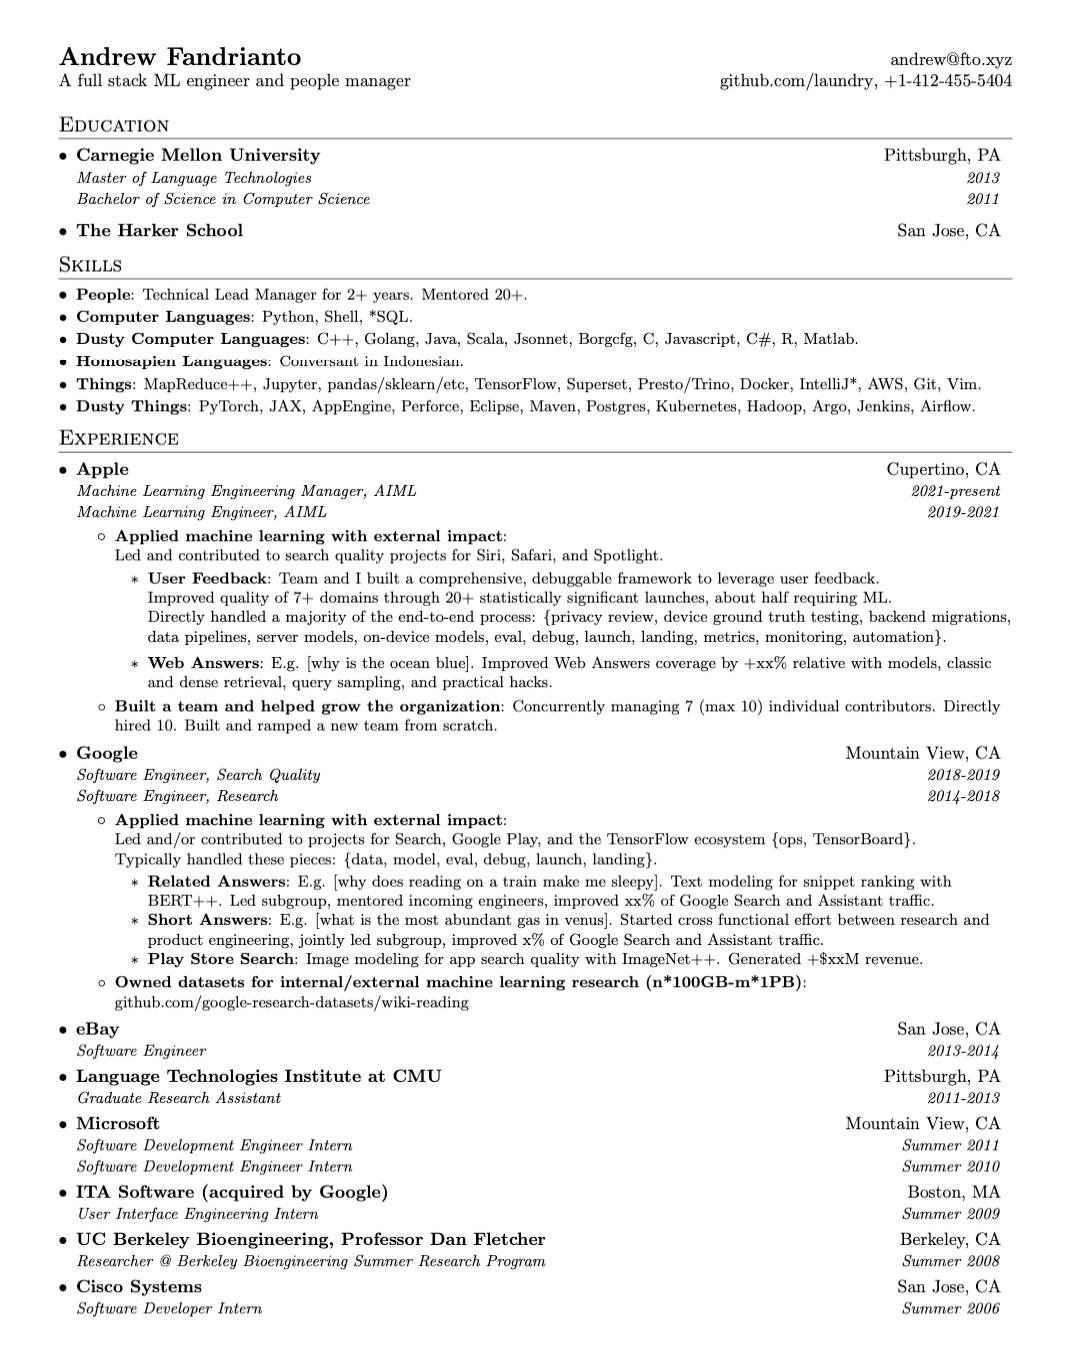 Andrew Fandrianto
andrew@fto.xyz
A full stack ML engineer and people manager
github.com/laundry, +1-412-455-5404
Education
• Carnegie Mellon University Pittsburgh, PA
Master of Language Technologies 2013
Bachelor of Science in Computer Science 2011
• The Harker School San Jose, CA
Skills
• People: Technical Lead Manager for 2+ years. Mentored 20+.
• Computer Languages: Python, Shell, *SQL.
• Dusty Computer Languages: C++, Golang, Java, Scala, Jsonnet, Borgcfg, C, Javascript, C#, R, Matlab.
• Homosapien Languages: Conversant in Indonesian.
• Things: MapReduce++, Jupyter, pandas/sklearn/etc, TensorFlow, Superset, Presto/Trino, Docker, IntelliJ*, AWS, Git, Vim.
• Dusty Things: PyTorch, JAX, AppEngine, Perforce, Eclipse, Maven, Postgres, Kubernetes, Hadoop, Argo, Jenkins, Airflow.
Experience
• Apple Cupertino, CA
Machine Learning Engineering Manager, AIML 2021-present
Machine Learning Engineer, AIML 2019-2021
◦ Applied machine learning with external impact:
Led and contributed to search quality projects for Siri, Safari, and Spotlight.
∗ User Feedback: Team and I built a comprehensive, debuggable framework to leverage user feedback.
Improved quality of 7+ domains through 20+ statistically significant launches, about half requiring ML.
Directly handled a majority of the end-to-end process: {privacy review, device ground truth testing, backend migrations,
data pipelines, server models, on-device models, eval, debug, launch, landing, metrics, monitoring, automation}.
∗ Web Answers: E.g. [why is the ocean blue]. Improved Web Answers coverage by +xx% relative with models, classic
and dense retrieval, query sampling, and practical hacks.
◦ Built a team and helped grow the organization: Concurrently managing 7 (max 10) individual contributors. Directly
hired 10. Built and ramped a new team from scratch.
• Google Mountain View, CA
Software Engineer, Search Quality 2018-2019
Software Engineer, Research 2014-2018
◦ Applied machine learning with external impact:
Led and/or contributed to projects for Search, Google Play, and the TensorFlow ecosystem {ops, TensorBoard}.
Typically handled these pieces: {data, model, eval, debug, launch, landing}.
∗ Related Answers: E.g. [why does reading on a train make me sleepy]. Text modeling for snippet ranking with
BERT++. Led subgroup, mentored incoming engineers, improved xx% of Google Search and Assistant traffic.
∗ Short Answers: E.g. [what is the most abundant gas in venus]. Started cross functional effort between research and
product engineering, jointly led subgroup, improved x% of Google Search and Assistant traffic.
∗ Play Store Search: Image modeling for app search quality with ImageNet++. Generated +$xxM revenue.
◦ Owned datasets for internal/external machine learning research (n*100GB-m*1PB):
github.com/google-research-datasets/wiki-reading
• eBay San Jose, CA
Software Engineer 2013-2014
• Language Technologies Institute at CMU Pittsburgh, PA
Graduate Research Assistant 2011-2013
• Microsoft Mountain View, CA
Software Development Engineer Intern Summer 2011
Software Development Engineer Intern Summer 2010
• ITA Software (acquired by Google) Boston, MA
User Interface Engineering Intern Summer 2009
• UC Berkeley Bioengineering, Professor Dan Fletcher Berkeley, CA
Researcher @ Berkeley Bioengineering Summer Research Program Summer 2008
• Cisco Systems San Jose, CA
Software Developer Intern Summer 2006